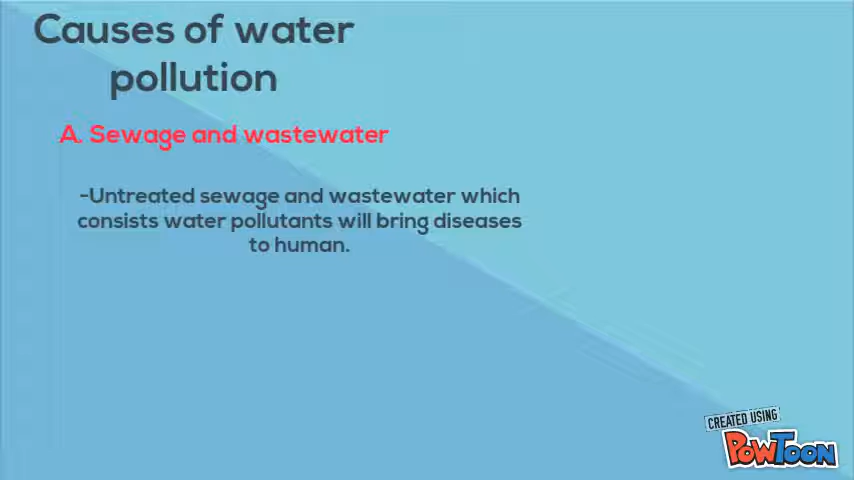 Causes of water
pollution
A. Sewage and wastewater
-Untreated sewage and wastewater which
consists water pollutants will bring diseases
to human.
CREATED USING
POWTOON